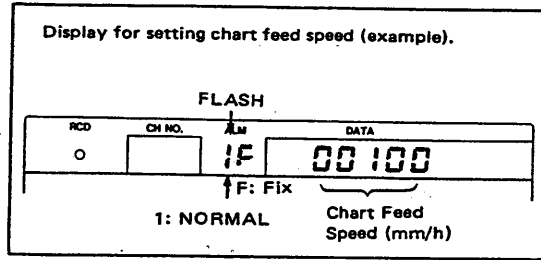 Display for setting chart feed speed (example).
FLASH
RCD CH NO. ALM DATA
1F 00100
F: Fix
1: NORMAL Chart Feed
Speed (mm/h)